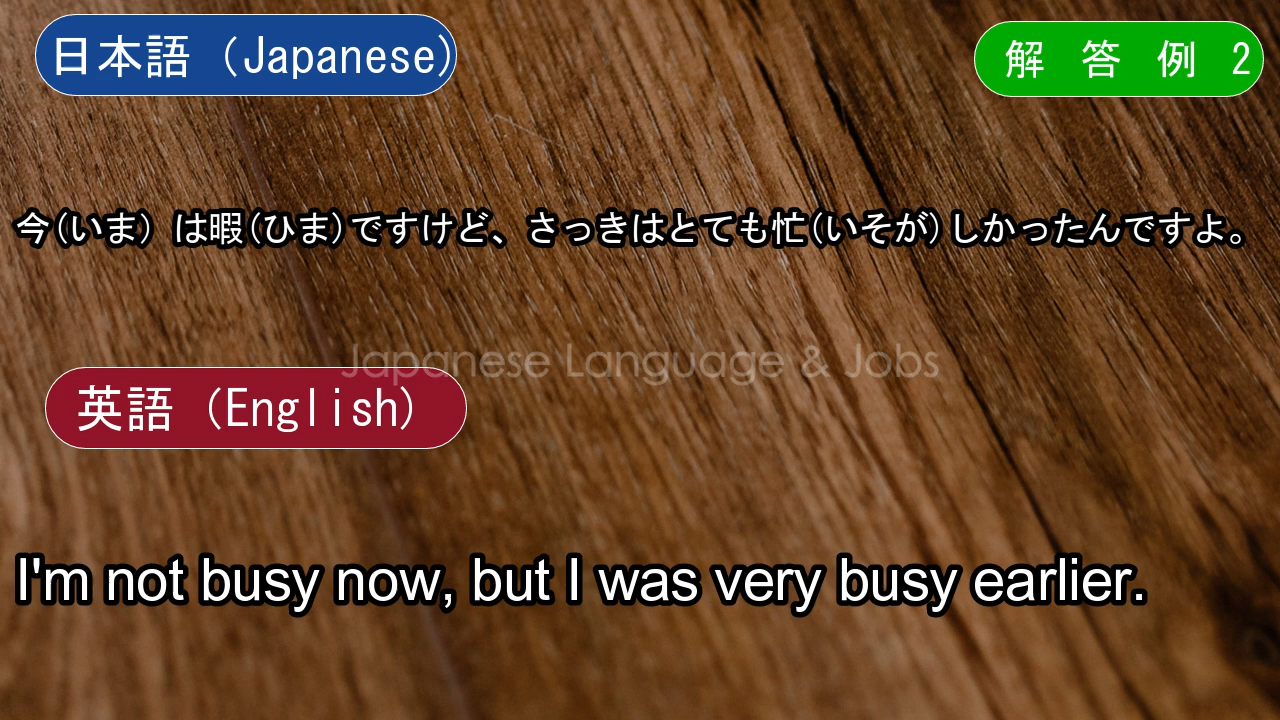 日本語（Japanese）
解 答 例 2
今（いま）は暇（ひま）ですけど、さっきはとても忙（いそが）しかったんですよ。
Japanese Language & Jobs
英語（English）
I'm not busy now, but I was very busy earlier.